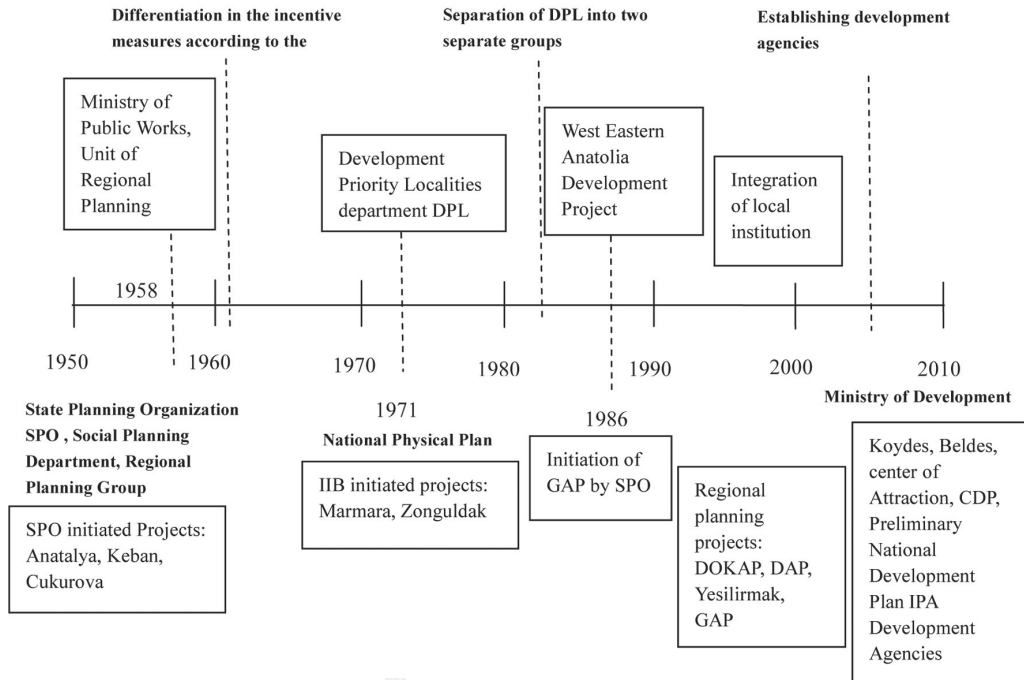 Differentiation in the incentive
measures according to the
Separation of DPL into two
separate groups
Establishing development
agencies
Ministry of
Public Works,
Unit of
Regional
Planning
Development
Priority Localities
department DPL
West Eastern
Anatolia
Development
Project
Integration
of local
institution
1958
1950
1960
1970
1980
1990
2000
2010
1971
1986
State Planning Organization
SPO , Social Planning
Department, Regional
Planning Group
SPO initiated Projects:
Anatalya, Keban,
Cukurova
National Physical Plan
IIB initiated projects:
Marmara, Zonguldak
Initiation of
GAP by SPO
Regional
planning
projects:
DOKAP, DAP,
Yesilirmak,
GAP
Ministry of Development
Koydes, Beldes,
center of
Attraction, CDP,
Preliminary
National
Development
Plan IPA
Development
Agencies